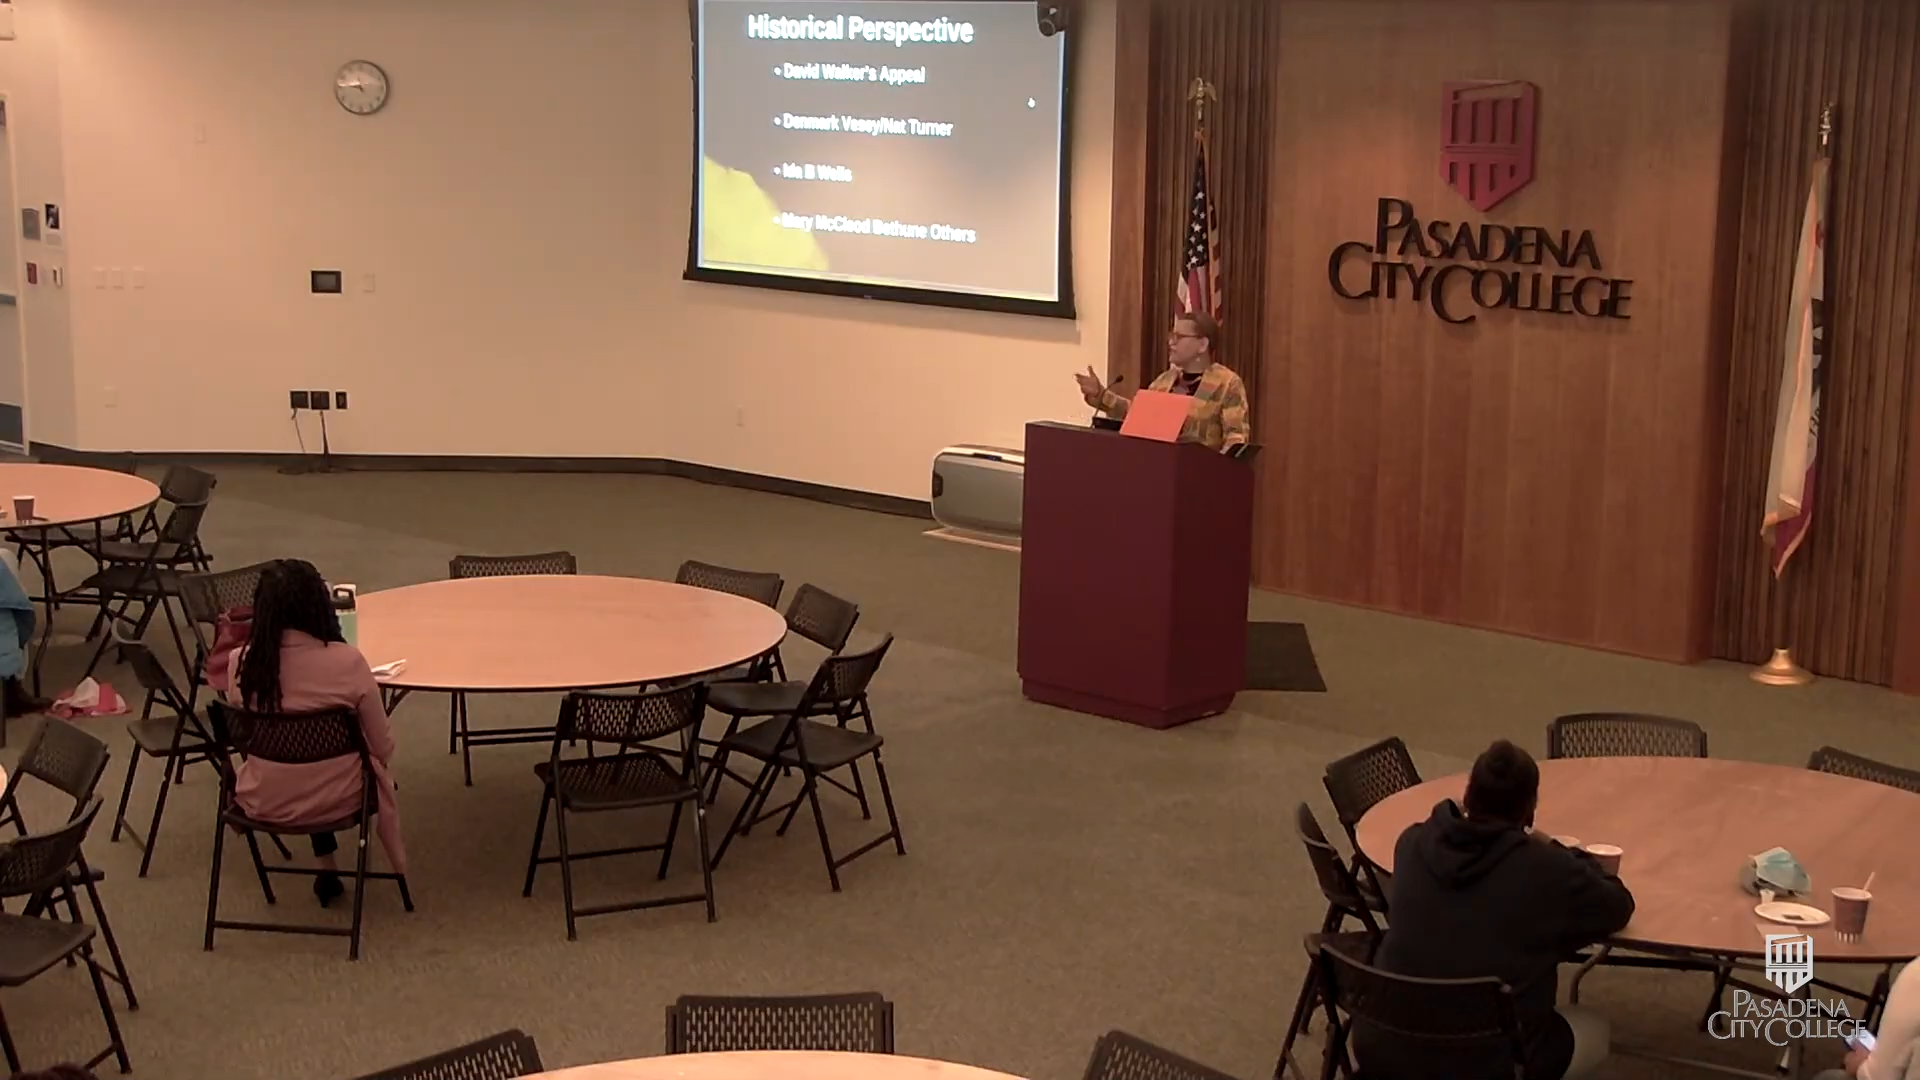 Historical Perspective
• David Walker's Appeal
• Denmark Vesey/Nat Turner
• Ida B Wells
• Mary McCleod Bethune Others
PASADENA
CITY COLLEGE
PASADENA
CITY COLLEGE